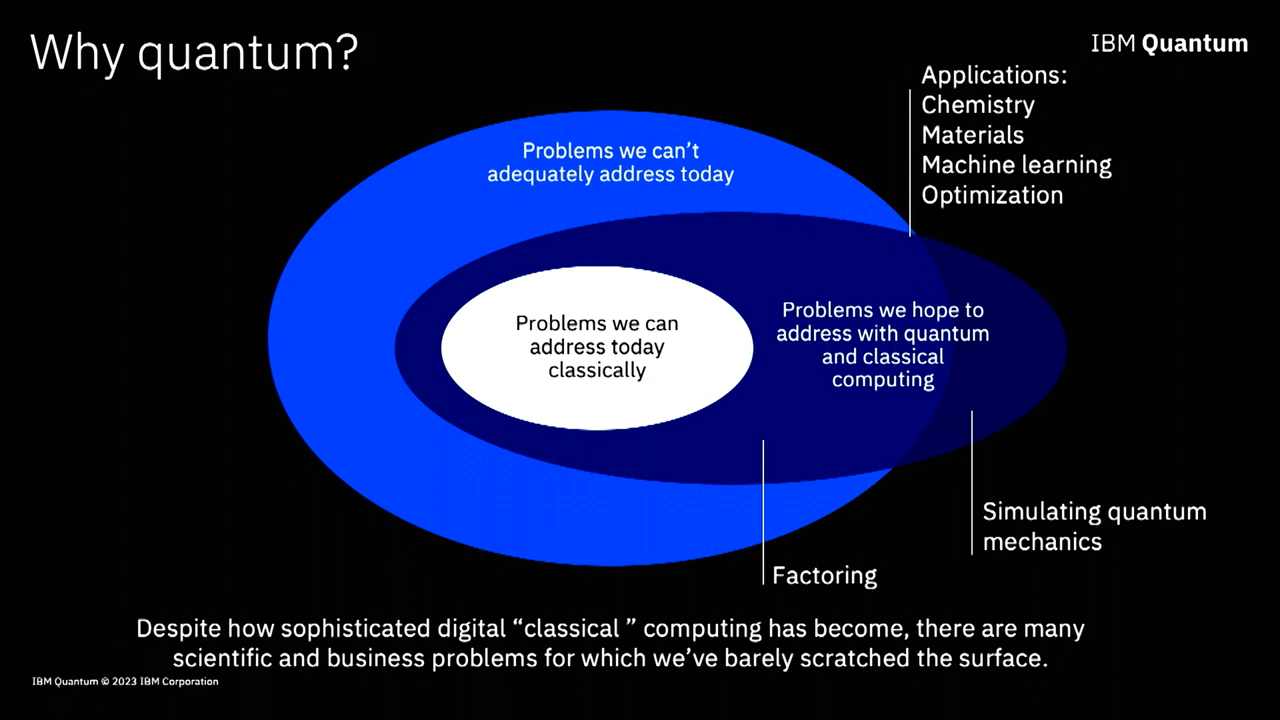 Why quantum?
IBM Quantum
Applications:
Chemistry
Materials
Machine learning
Optimization
Problems we can’t
adequately address today
Problems we can
address today
classically
Problems we hope to
address with quantum
and classical
computing
Simulating quantum
mechanics
Factoring
Despite how sophisticated digital “classical ” computing has become, there are many
scientific and business problems for which we’ve barely scratched the surface.
IBM Quantum © 2023 IBM Corporation